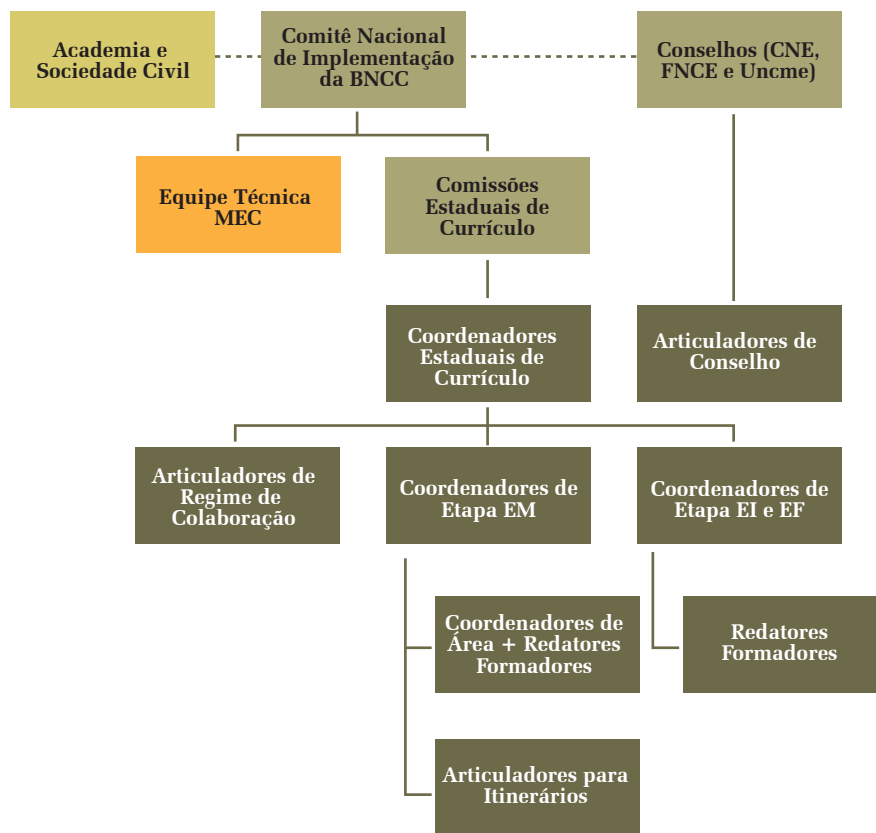 Academia e
Sociedade Civil
Comitê Nacional
de Implementação
da BNCC
Conselhos (CNE,
FNCE e Uncme)
Equipe Técnica
MEC
Comissões
Estaduais de
Currículo
Coordenadores
Estaduais de
Currículo
Articuladores de
Conselho
Articuladores de
Regime de
Colaboração
Coordenadores de
Etapa EM
Coordenadores de
Etapa EI e EF
Coordenadores de
Área + Redatores
Formadores
Redatores
Formadores
Articuladores para
Itinerários